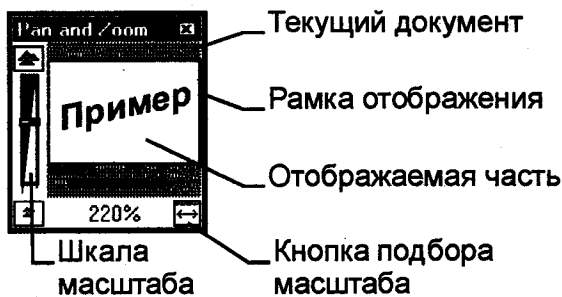 Pan and Zoom
Текущий документ
Пример
Рамка отображения
Отображаемая часть
220%
Шкала
масштаба
Кнопка подбора
масштаба